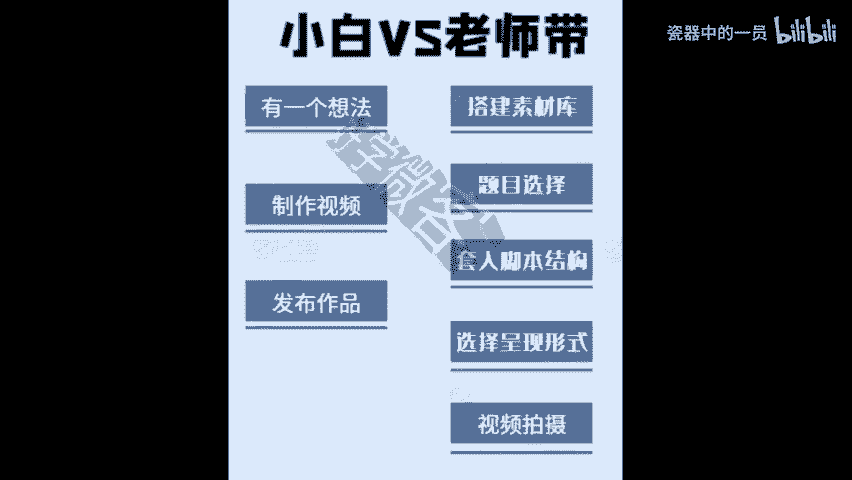 小白VS老师带
瓷器中的一员 bilibili
有一个想法
制作视频
发布作品
搭建素材库
题目选择
套入脚本结构
选择呈现形式
视频拍摄